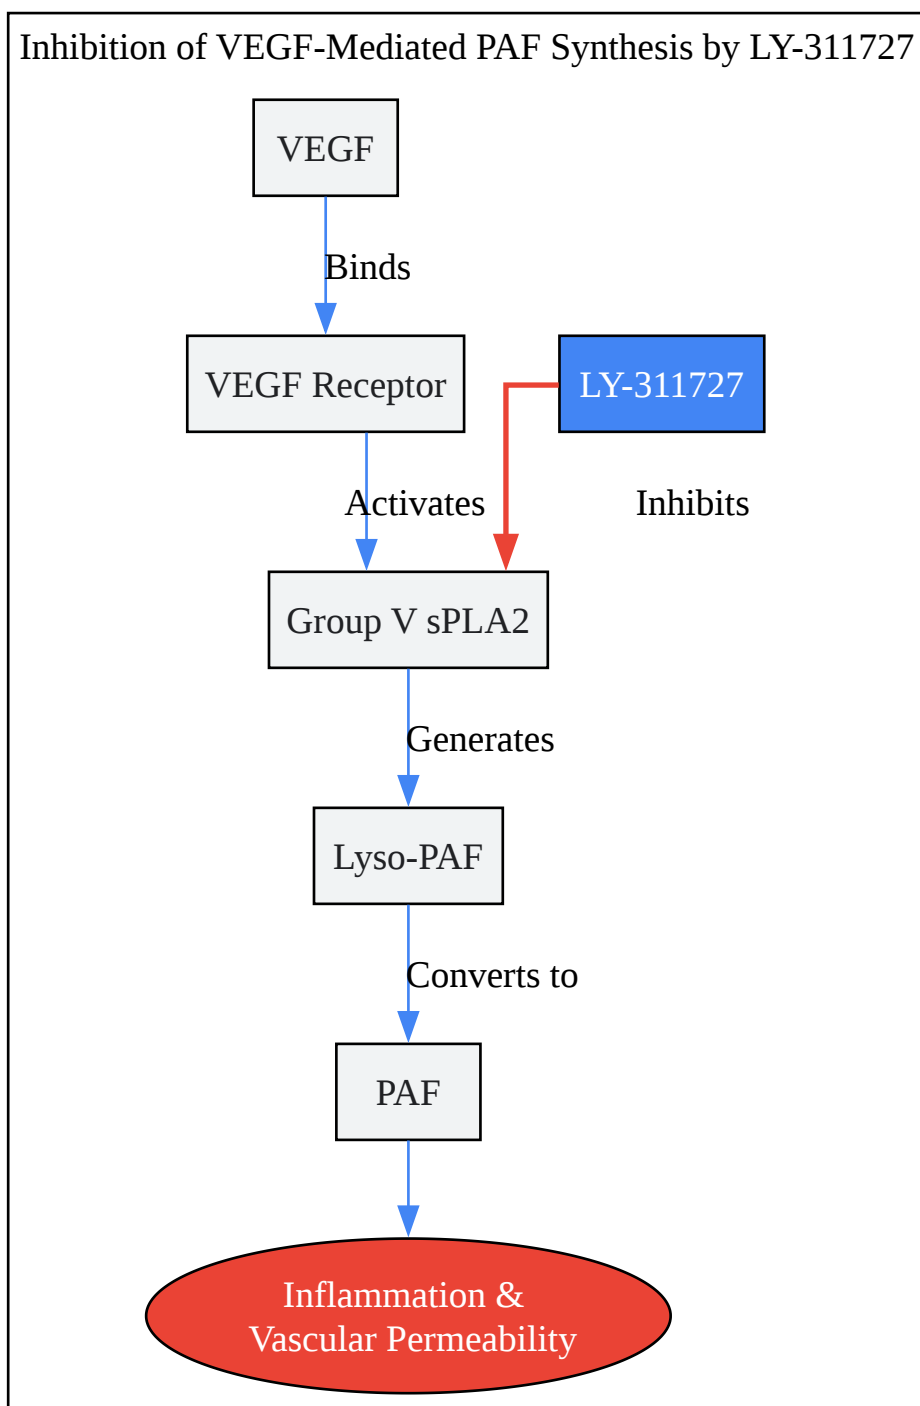 Inhibition of VEGF-Mediated PAF Synthesis by LY-311727
VEGF
Binds
VEGF Receptor
LY-311727
Activates
Inhibits
Group V sPLA2
Generates
Lyso-PAF
Converts to
PAF
Inflammation &
Vascular Permeability